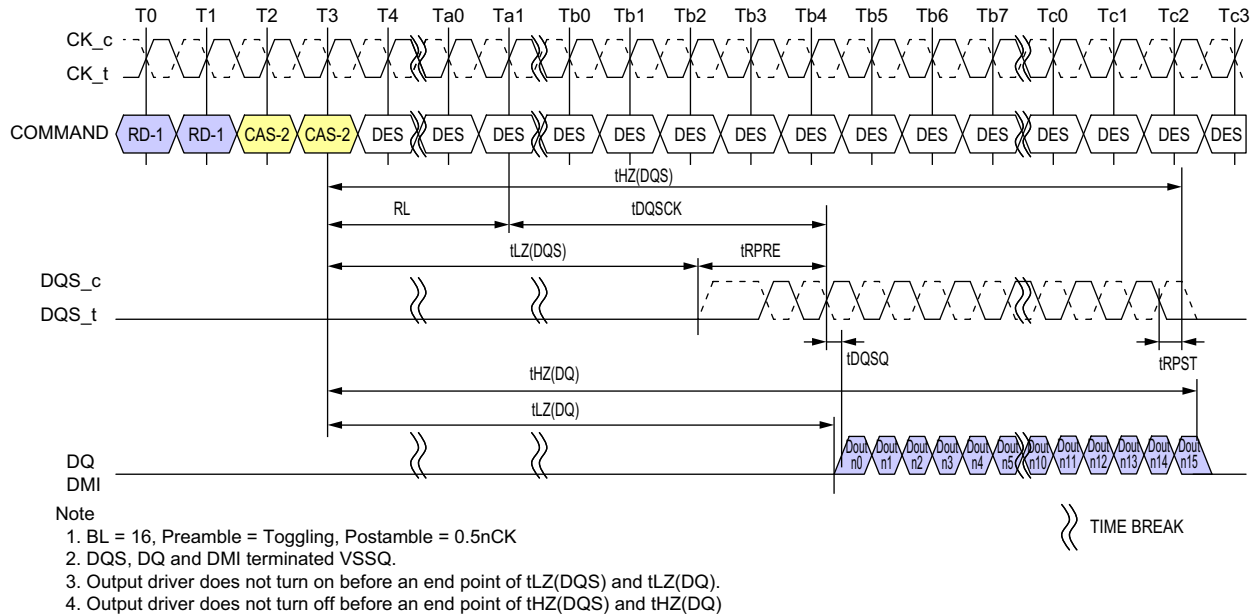 T0 T1 T2 T3 T4 Ta0 Ta1 Tb0 Tb1 Tb2 Tb3 Tb4 Tb5 Tb6 Tb7 Tc0 Tc1 Tc2 Tc3
CK_c
CK_t
COMMAND RD-1 RD-1 CAS-2 CAS-2 DES DES DES DES DES DES DES DES DES DES DES DES DES DES DES
tHZ(DQS)
RL tDQSCK
tLZ(DQS) tRPRE
DQS_c
DQS_t
tDQSQ tRPST
tHZ(DQ)
tLZ(DQ)
Dout Dout Dout Dout Dout Dout Dout Dout Dout Dout Dout Dout
n0 n1 n2 n3 n4 n5 n10 n11 n12 n13 n14 n15
DQ
DMI
Note
1. BL = 16, Preamble = Toggling, Postamble = 0.5nCK
2. DQS, DQ and DMI terminated VSSQ.
3. Output driver does not turn on before an end point of tLZ(DQS) and tLZ(DQ).
4. Output driver does not turn off before an end point of tHZ(DQS) and tHZ(DQ)
TIME BREAK